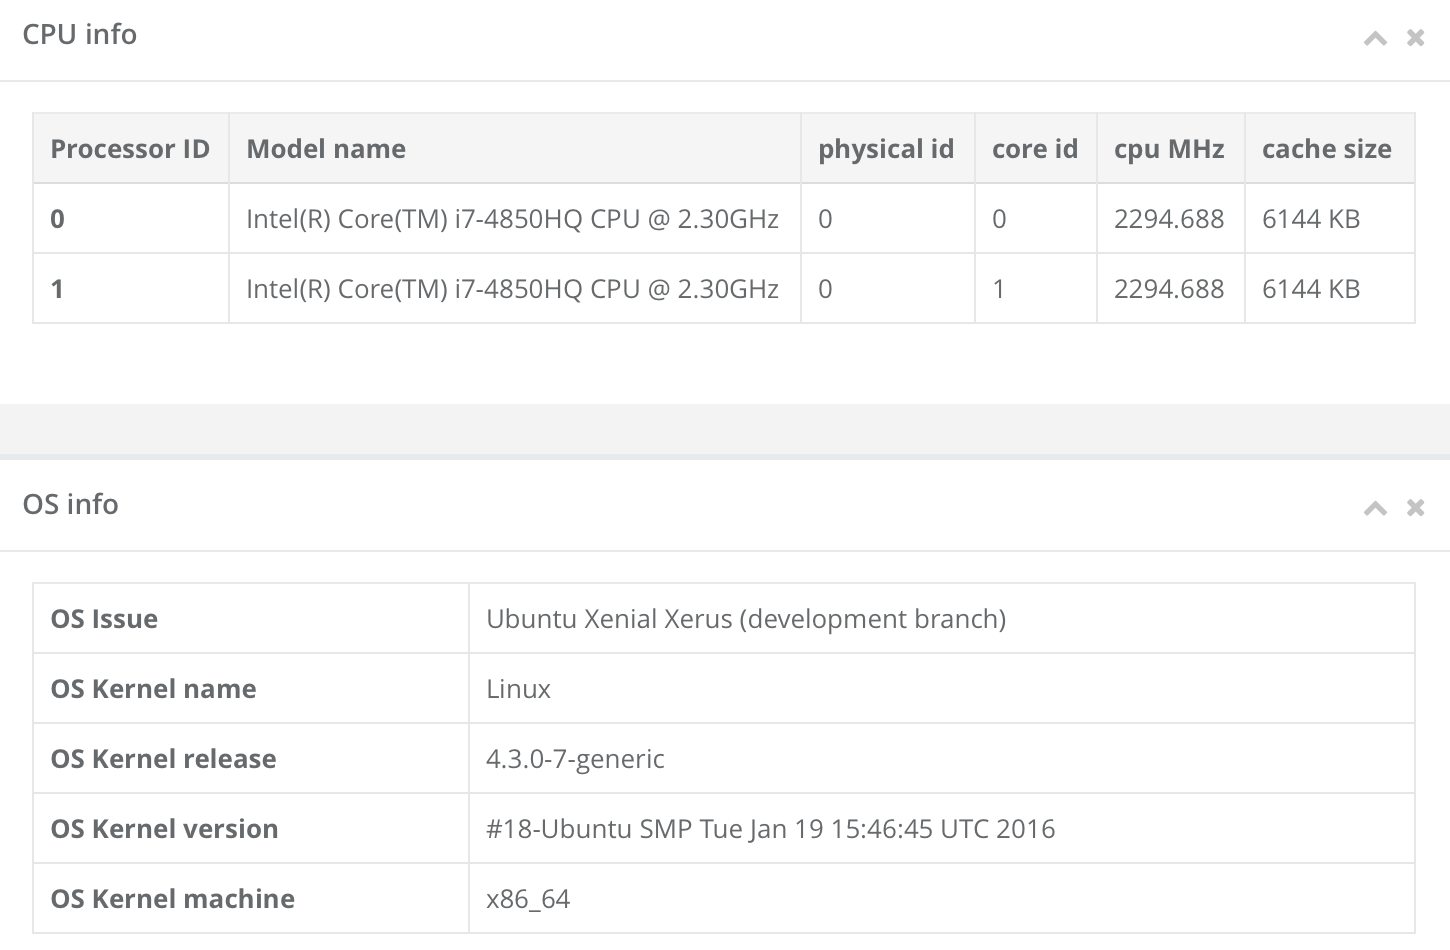 CPU info
Processor ID Model name physical id core id cpu MHz cache size
0 Intel(R) Core(TM) i7-4850HQ CPU @ 2.30GHz 0 0 2294.688 6144 KB
1 Intel(R) Core(TM) i7-4850HQ CPU @ 2.30GHz 0 1 2294.688 6144 KB
OS info
OS Issue Ubuntu Xenial Xerus (development branch)
OS Kernel name Linux
OS Kernel release 4.3.0-7-generic
OS Kernel version #18-Ubuntu SMP Tue Jan 19 15:46:45 UTC 2016
OS Kernel machine x86_64